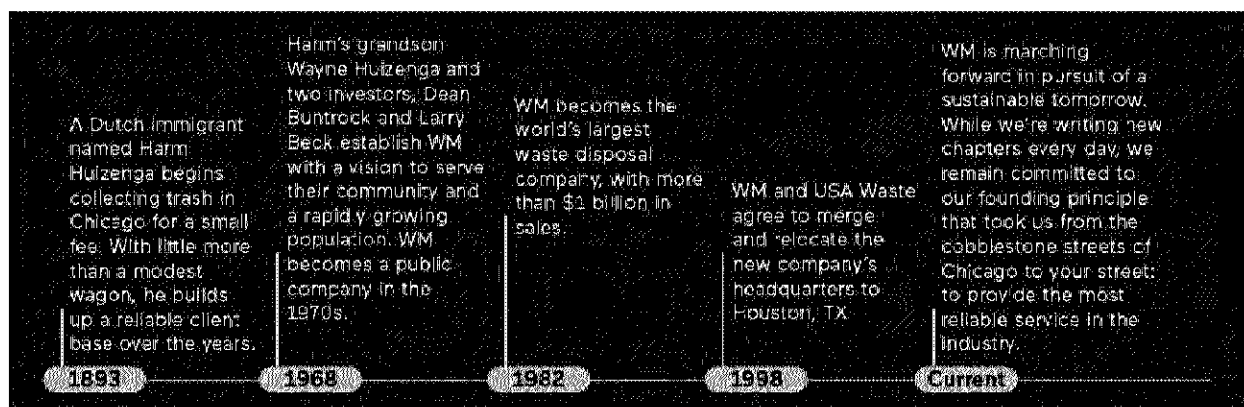 A Dutch immigrant
named Harm
Huizenga begins
collecting trash in
Chicago for a small
fee. With little more
than a modest
wagon, he builds
up a reliable client
base over the years.
1893
Harm's grandson
Wayne Huizenga and
two investors, Dean
Buntrock and Larry
Beck establish WM
with a vision to serve
their community and
a rapidly growing
population. WM
becomes a public
company in the
1970s.
1968
WM becomes the
world's largest
waste disposal
company, with more
than $1 billion in
sales.
1982
WM and USA Waste
agree to merge
and relocate the
new company's
headquarters to
Houston, TX
1998
WM is marching
forward in pursuit of a
sustainable tomorrow.
While we're writing new
chapters every day, we
remain committed to
our founding principle
that took us from the
cobblestone streets of
Chicago to your street:
to provide the most
reliable service in the
industry.
Current